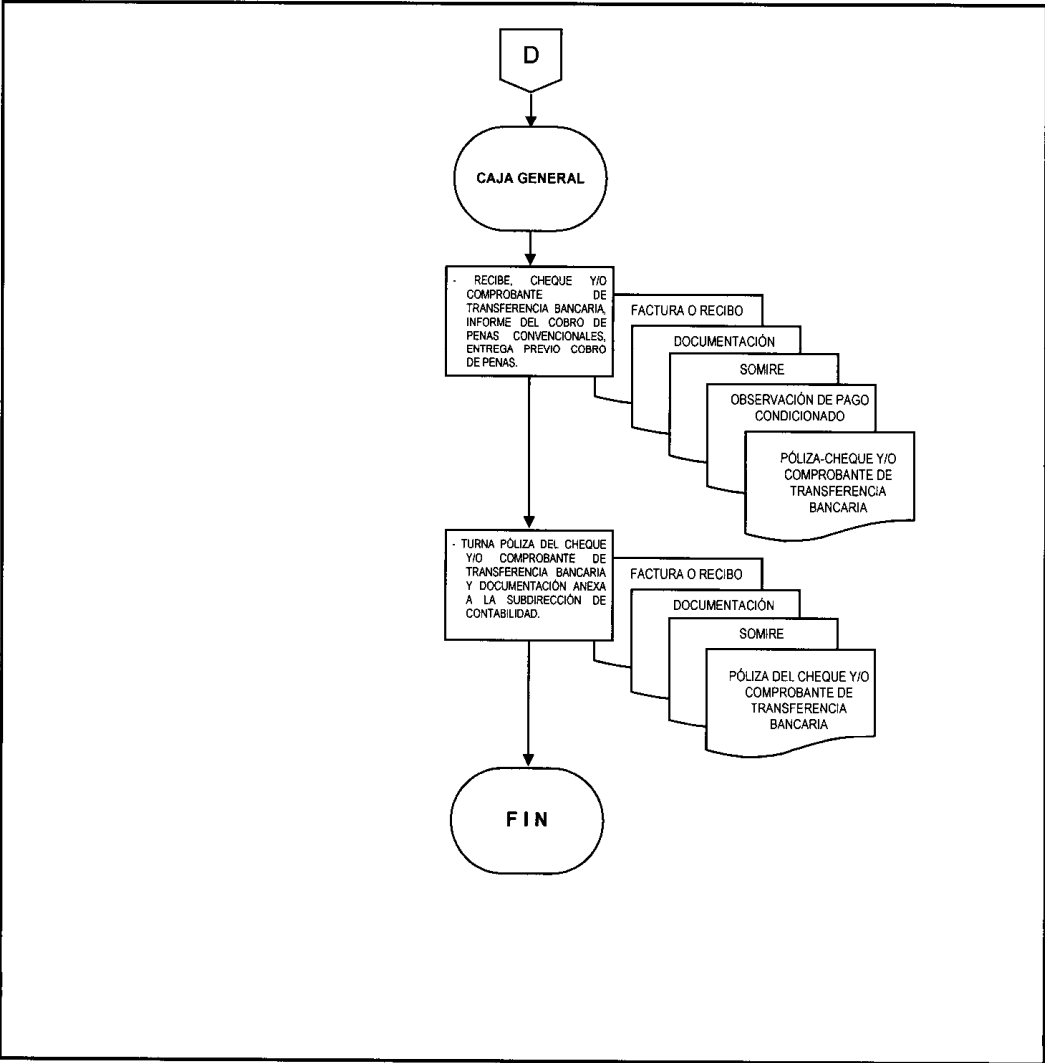 D
CAJA GENERAL
- RECIBE, CHEQUE Y/O
COMPROBANTE DE
TRANSFERENCIA BANCARIA,
INFORME DEL COBRO DE
PENAS CONVENCIONALES,
ENTREGA PREVIO COBRO
DE PENAS.
FACTURA O RECIBO
DOCUMENTACIÓN
SOMIRE
OBSERVACIÓN DE PAGO
CONDICIONADO
PÓLIZA-CHEQUE Y/O
COMPROBANTE DE
TRANSFERENCIA
BANCARIA
- TURNA PÓLIZA DEL CHEQUE
Y/O COMPROBANTE DE
TRANSFERENCIA BANCARIA
Y DOCUMENTACIÓN ANEXA
A LA SUBDIRECCIÓN DE
CONTABILIDAD.
FACTURA O RECIBO
DOCUMENTACIÓN
SOMIRE
PÓLIZA DEL CHEQUE Y/O
COMPROBANTE DE
TRANSFERENCIA
BANCARIA
FIN